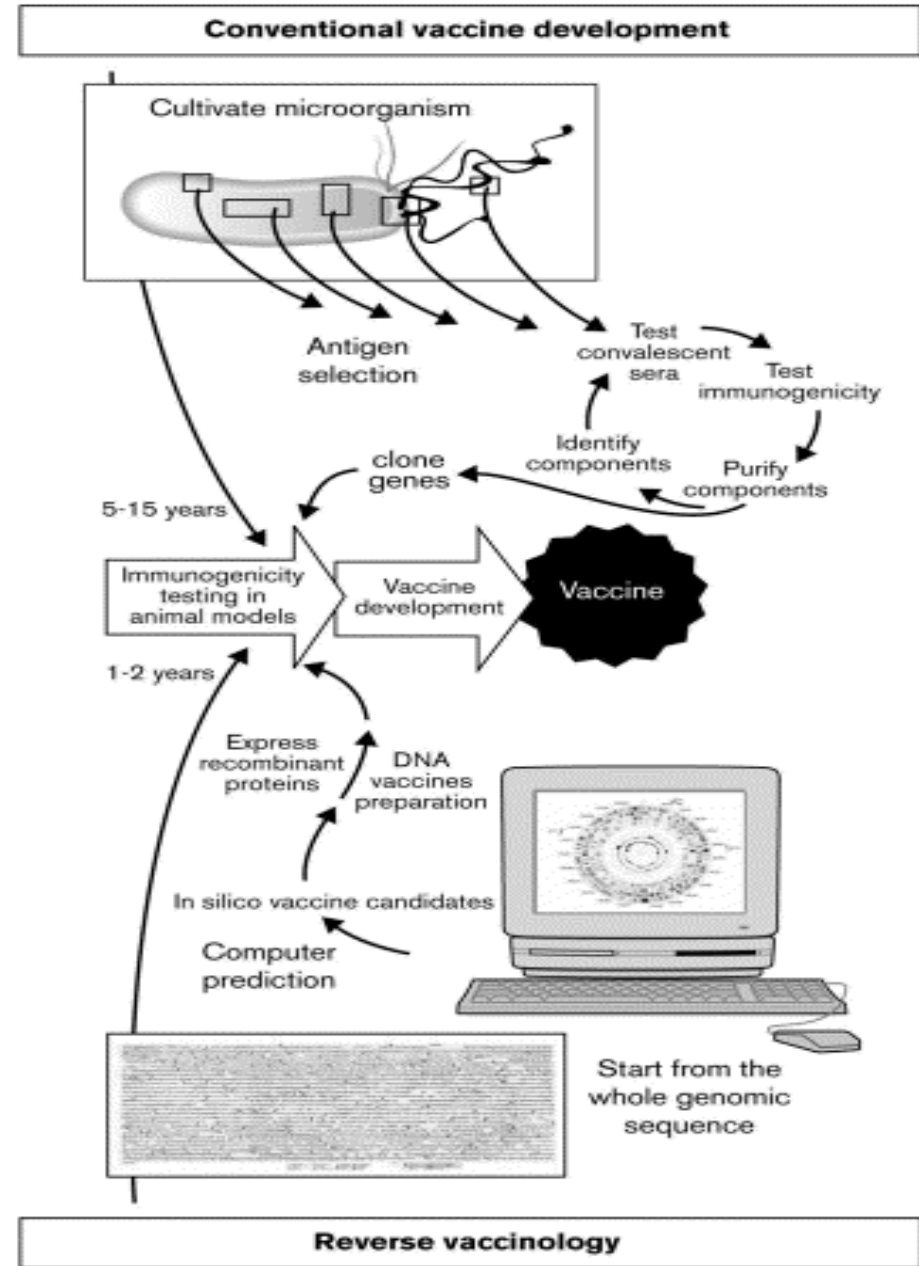 Conventional vaccine development
Cultivate microorganism
Antigen
selection
Test
convalescent
sera
Test
immunogenicity
Identify
components
Purify
components
clone
genes
5-15 years
Immunogenicity
testing in
animal models
Vaccine
development
Vaccine
1-2 years
Express
recombinant
proteins
DNA
vaccines
preparation
In silico vaccine candidates
Computer
prediction
Start from the
whole genomic
sequence
Reverse vaccinology